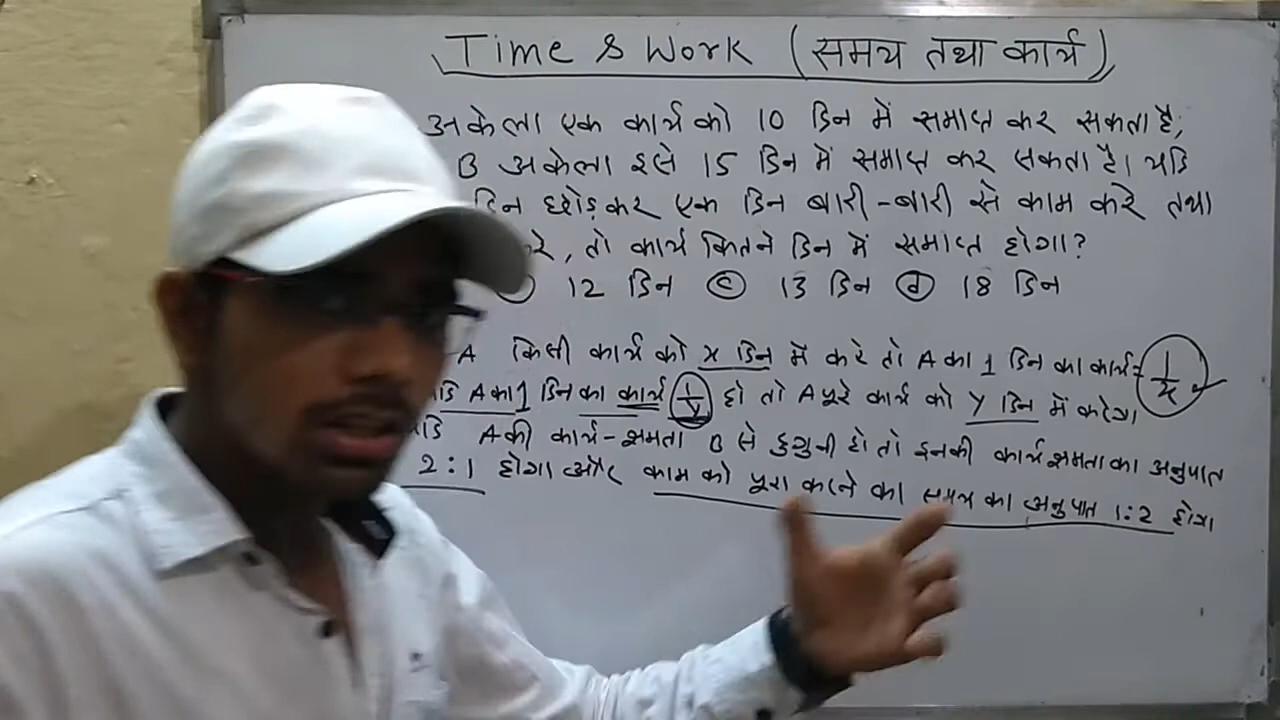 Time & Work (समय तथा कार्य)
अकेला एक कार्य को 10 दिन में समाप्त कर सकता है,
B अकेला इसे 15 दिन में समाप्त कर सकता है। यदि
दिन छोड़कर एक दिन बारी-बारी से काम करे तथा
रे, तो कार्य कितने दिन में समाप्त होगा?
12 दिन (c) 13 दिन (d) 18 दिन
A किसी कार्य को x दिन में करे तो A का 1 दिन का कार्य = 1/x
A का 1 दिन का कार्य 1/y हो तो A पूरे कार्य को y दिन में करेगा
A की कार्य-क्षमता B से दुगुनी हो तो इनकी कार्यक्षमता का अनुपात
2:1 होगा और काम को पूरा करने का समय का अनुपात 1:2 होगा